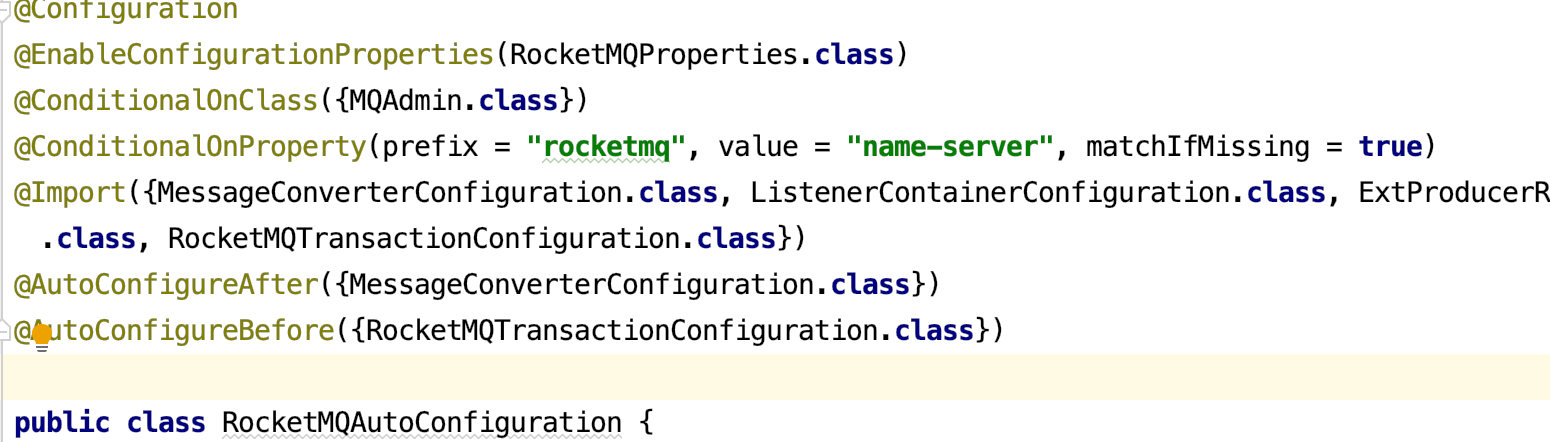 @Configuration
@EnableConfigurationProperties(RocketMQProperties.class)
@ConditionalOnClass({MQAdmin.class})
@ConditionalOnProperty(prefix = "rocketmq", value = "name-server", matchIfMissing = true)
@Import({MessageConverterConfiguration.class, ListenerContainerConfiguration.class, ExtProducerR
.class, RocketMQTransactionConfiguration.class})
@AutoConfigureAfter({MessageConverterConfiguration.class})
@AutoConfigureBefore({RocketMQTransactionConfiguration.class})
public class RocketMQAutoConfiguration {